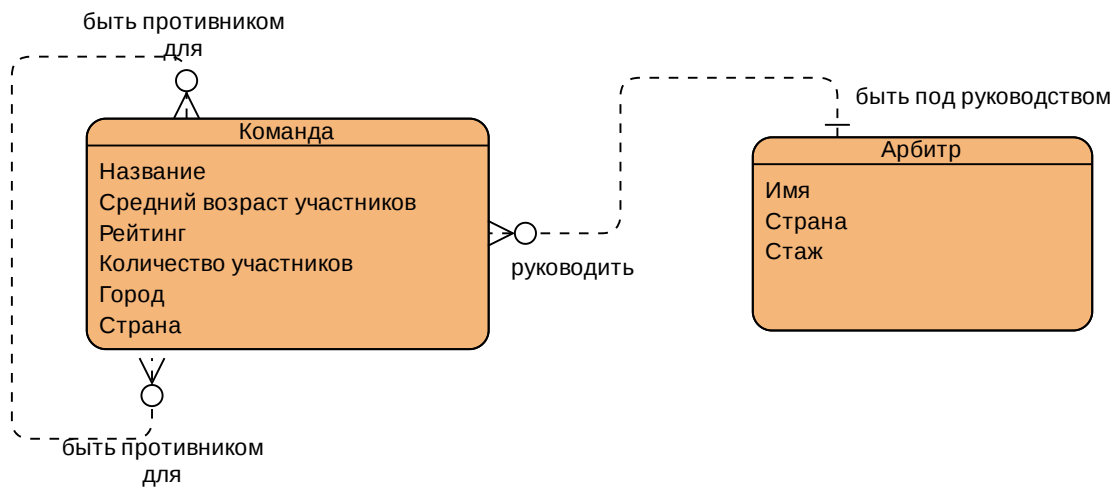 быть противником
для
Команда
Название
Средний возраст участников
Рейтинг
Количество участников
Город
Страна
быть противником
для
руководить
быть под руководством
Арбитр
Имя
Страна
Стаж